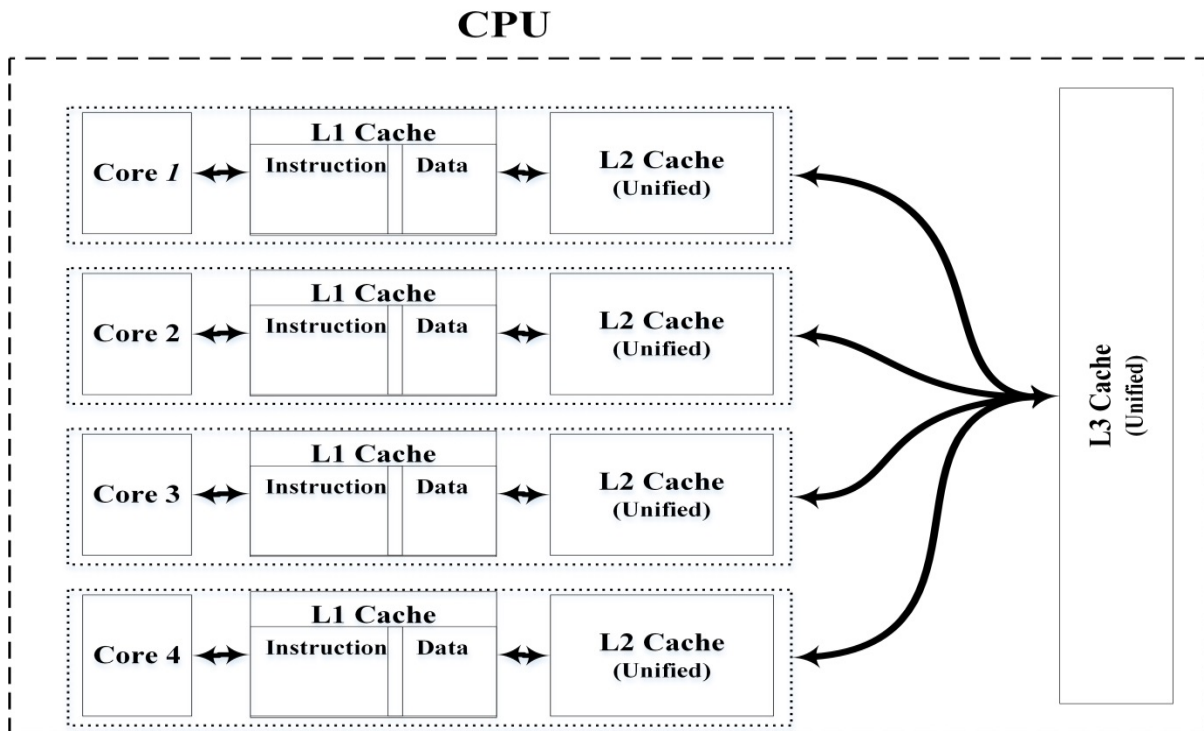 CPU
L1 Cache
Core 1
Instruction
Data
L2 Cache
(Unified)
L1 Cache
Core 2
Instruction
Data
L2 Cache
(Unified)
L1 Cache
Core 3
Instruction
Data
L2 Cache
(Unified)
L1 Cache
Core 4
Instruction
Data
L2 Cache
(Unified)
L3 Cache
(Unified)